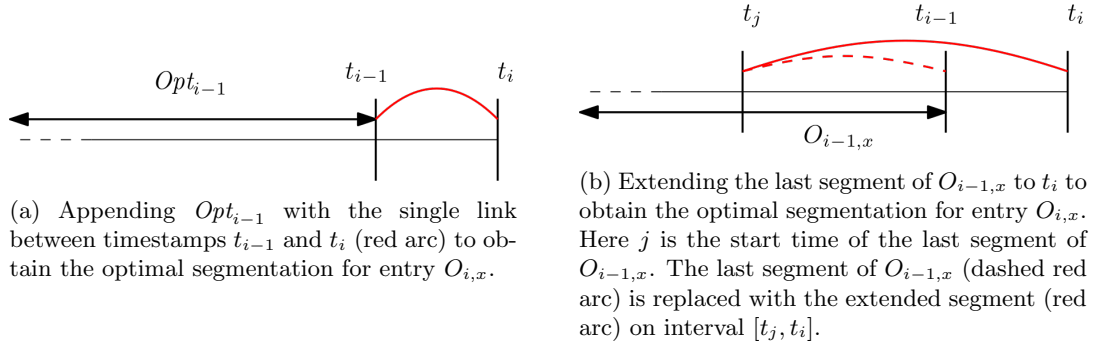 Opt_{i−1}
t_{i−1}
t_i
(a) Appending Opt_{i−1} with the single link
between timestamps t_{i−1} and t_i (red arc) to ob-
tain the optimal segmentation for entry O_{i,x}.
t_j
t_{i−1}
t_i
O_{i−1,x}
(b) Extending the last segment of O_{i−1,x} to t_i to
obtain the optimal segmentation for entry O_{i,x}.
Here j is the start time of the last segment of
O_{i−1,x}. The last segment of O_{i−1,x} (dashed red
arc) is replaced with the extended segment (red
arc) on interval [t_j, t_i].